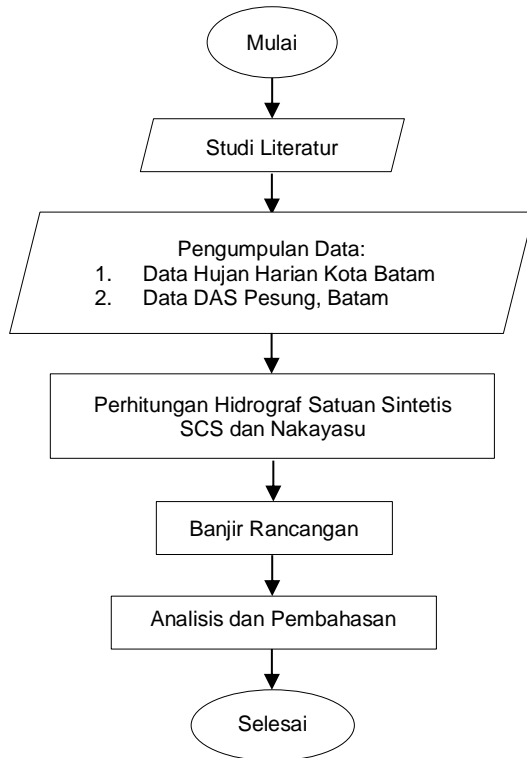 Mulai
Studi Literatur
Pengumpulan Data:
1. Data Hujan Harian Kota Batam
2. Data DAS Pesung, Batam
Perhitungan Hidrograf Satuan Sintetis
SCS dan Nakayasu
Banjir Rancangan
Analisis dan Pembahasan
Selesai